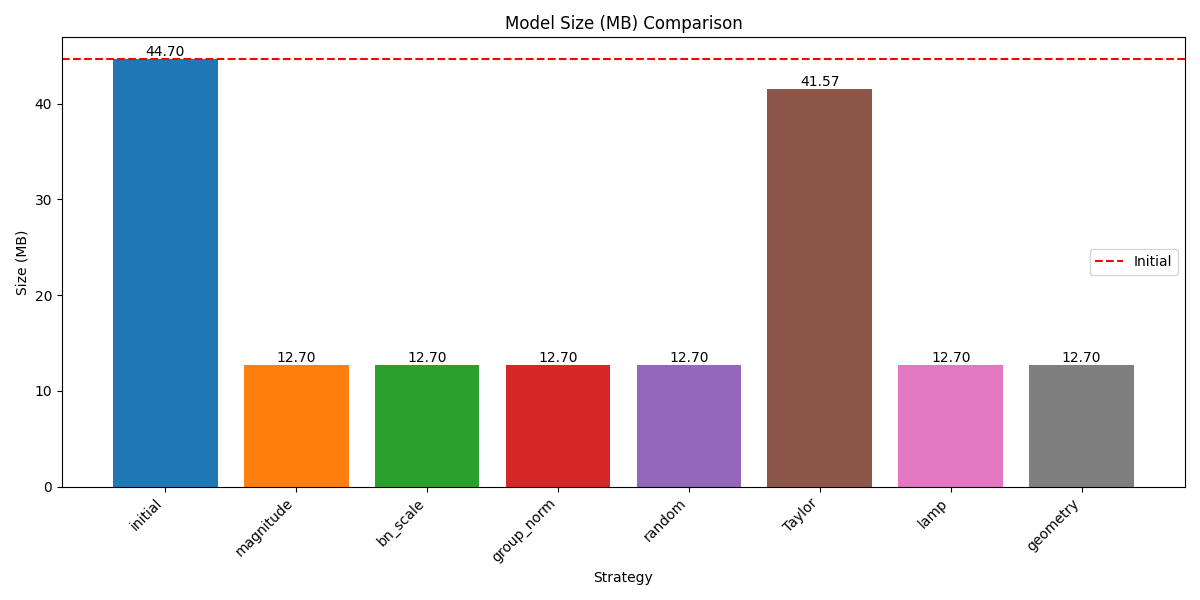 Model Size (MB) Comparison
44.70
41.57
12.70
12.70
12.70
12.70
12.70
12.70
40
30
20
10
0
Size (MB)
Initial
initial
magnitude
bn_scale
group_norm
random
Taylor
lamp
geometry
Strategy